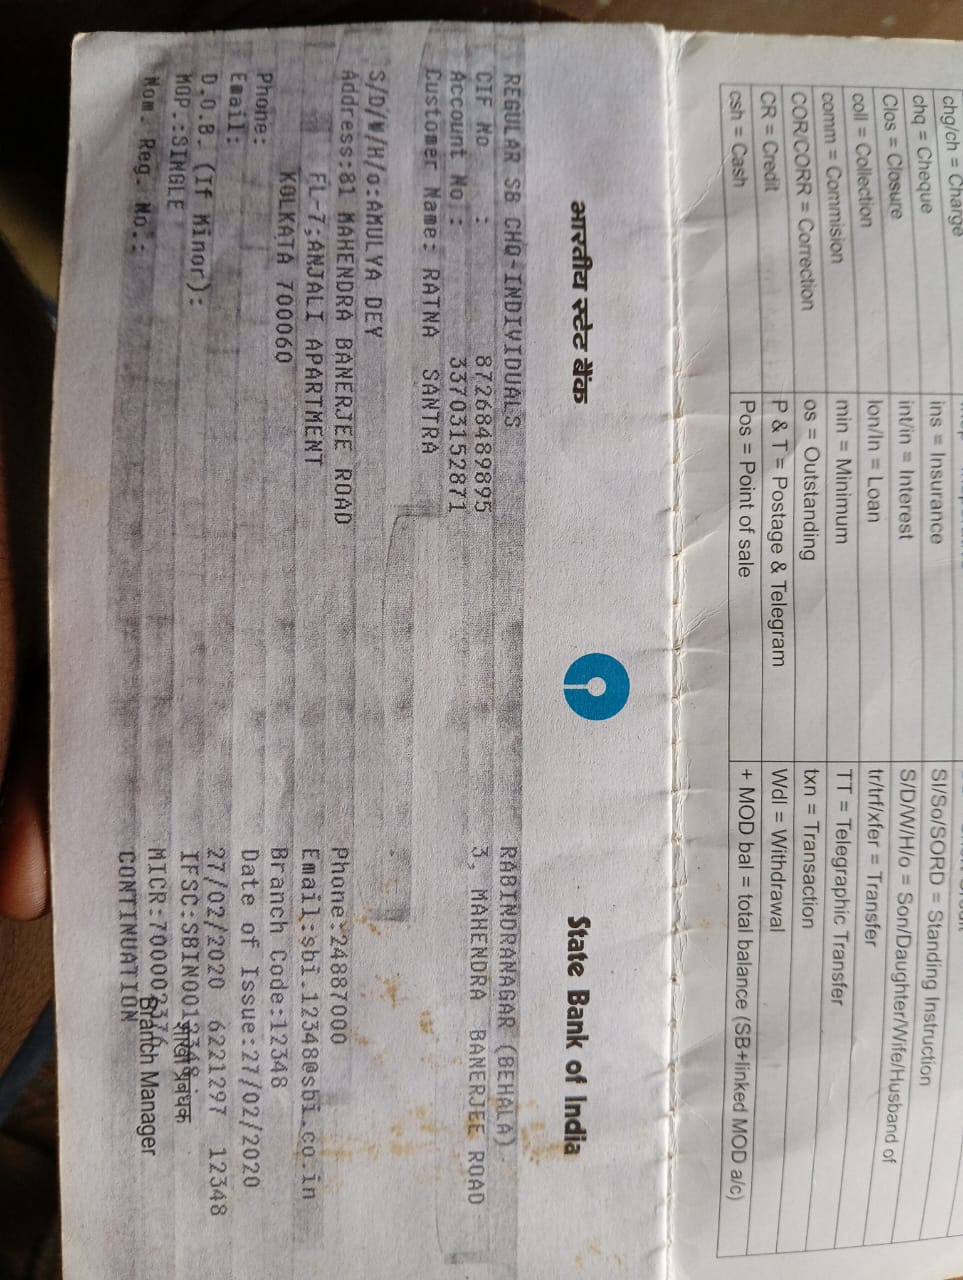 chg/ch = Charge
chq = Cheque
Clos = Closure
coll = Collection
comm = Commision
COR/CORR = Correction
CR = Credit
csh = Cash
ins = Insurance
int/in = Interest
lon/ln = Loan
min = Minimum
os = Outstanding
P & T = Postage & Telegram
Pos = Point of sale
SI/So/SORD = Standing Instruction
S/D/W/H/o = Son/Daughter/Wife/Husband of
tr/trf/xfer = Transfer
TT = Telegraphic Transfer
txn = Transaction
Wdl = Withdrawal
+ MOD bal = total balance (SB+linked MOD a/c)
भारतीय स्टेट बैंक
State Bank of India
REGULAR SB CHQ-INDIVIDUALS
CIF No : 87268489895
Account No : 33703152871
Customer Name: RATNA SANTRA
S/D/W/H/o:AMULYA DEY
Address:81 MAHENDRA BANERJEE ROAD
FL-7;ANJALI APARTMENT
KOLKATA 700060
Phone:
Email:
D.O.B. (If Minor):
MOP.:SINGLE
Nom. Reg. No.:
RABINDRANAGAR (BEHALA)
3, MAHENDRA BANERJEE ROAD
Phone:24887000
Email:sbi.12348@sbi.co.in
Branch Code:12348
Date of Issue:27/02/2020
27/02/2020 6221297 12348
IFSC:SBIN0012348
शाखा प्रबंधक
MICR:700002376
Branch Manager
CONTINUATION